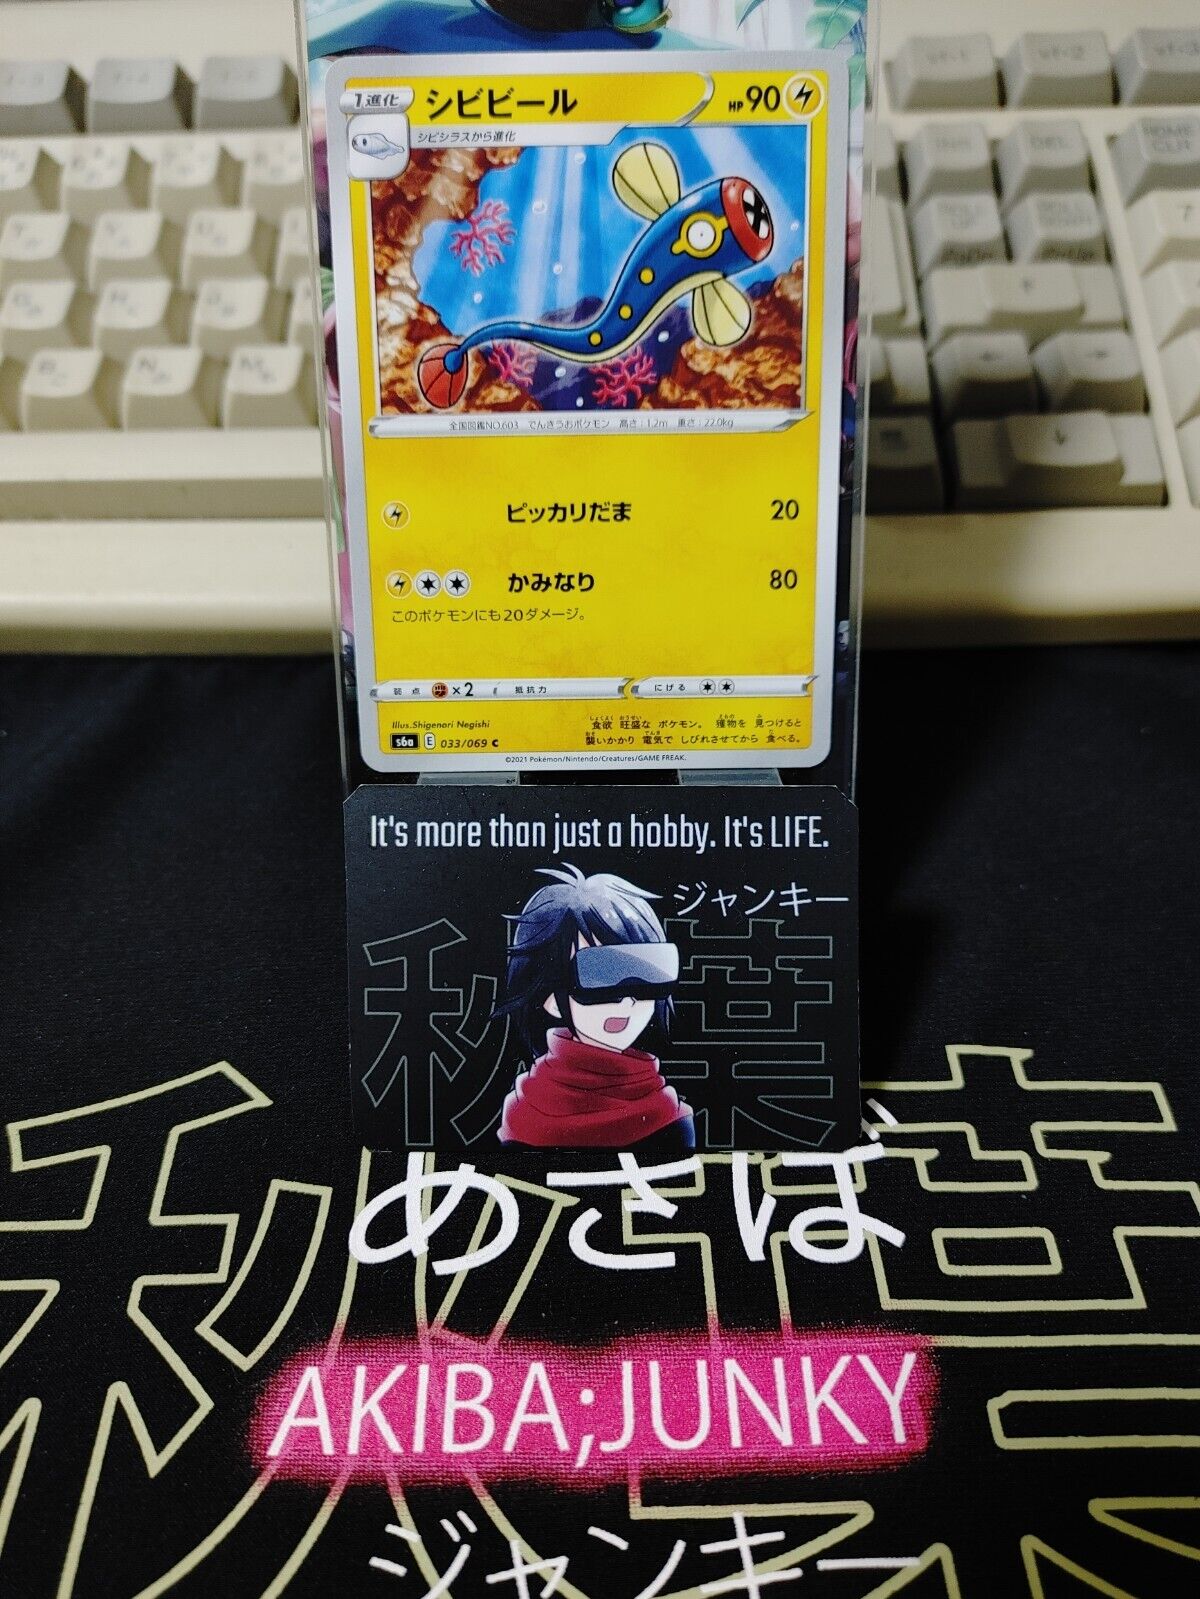 1進化
シビビール
HP90
シビシラスから進化
全国図鑑NO.603 でんきうおポケモン 高さ:1.2m 重さ:22.0kg
ピッカリだま 20
かみなり 80
このポケモンにも20ダメージ。
弱点 ×2 抵抗力 にげる
Illus.Shigenori Negishi
s6a E 033/069 C
食欲 旺盛な ポケモン。 獲物を 見つけると
襲いかかり 電気で しびれさせてから 食べる。
©2021 Pokémon/Nintendo/Creatures/GAME FREAK.
It's more than just a hobby. It's LIFE.
ジャンキー
秋葉
めさば
秋葉
AKIBA;JUNKY
ジャンキー